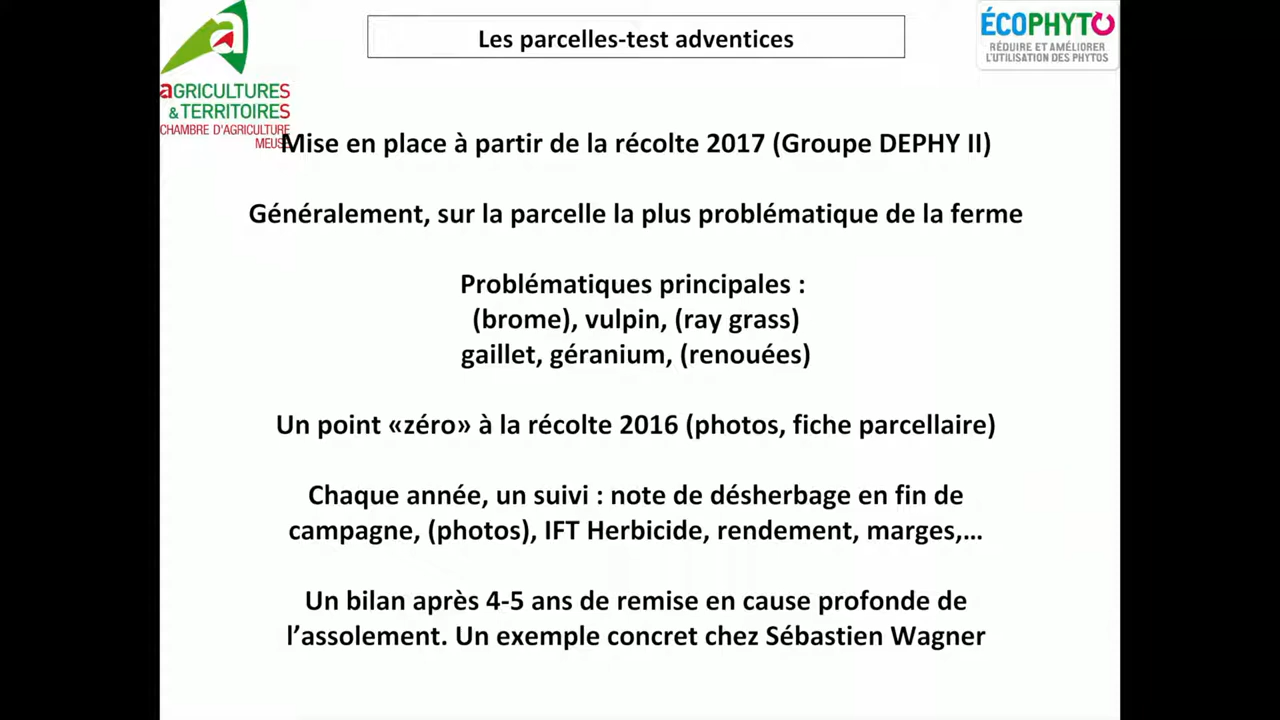 Les parcelles-test adventices
ÉCOPHYTO
RÉDUIRE ET AMÉLIORER
L'UTILISATION DES PHYTOS
a
AGRICULTURES
& TERRITOIRES
CHAMBRE D'AGRICULTURE
MEUSE
Mise en place à partir de la récolte 2017 (Groupe DEPHY II)
Généralement, sur la parcelle la plus problématique de la ferme
Problématiques principales :
(brome), vulpin, (ray grass)
gaillet, géranium, (renouées)
Un point «zéro» à la récolte 2016 (photos, fiche parcellaire)
Chaque année, un suivi : note de désherbage en fin de
campagne, (photos), IFT Herbicide, rendement, marges,…
Un bilan après 4-5 ans de remise en cause profonde de
l’assolement. Un exemple concret chez Sébastien Wagner